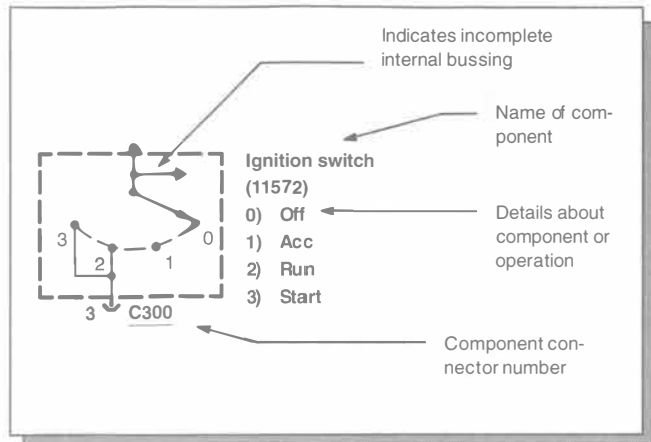 Indicates incomplete
internal bussing
Name of com-
ponent
Ignition switch
(11572)
0) Off
1) Acc
2) Run
3) Start
Details about
component or
operation
3
2
1
0
3 C300
Component con-
nector number